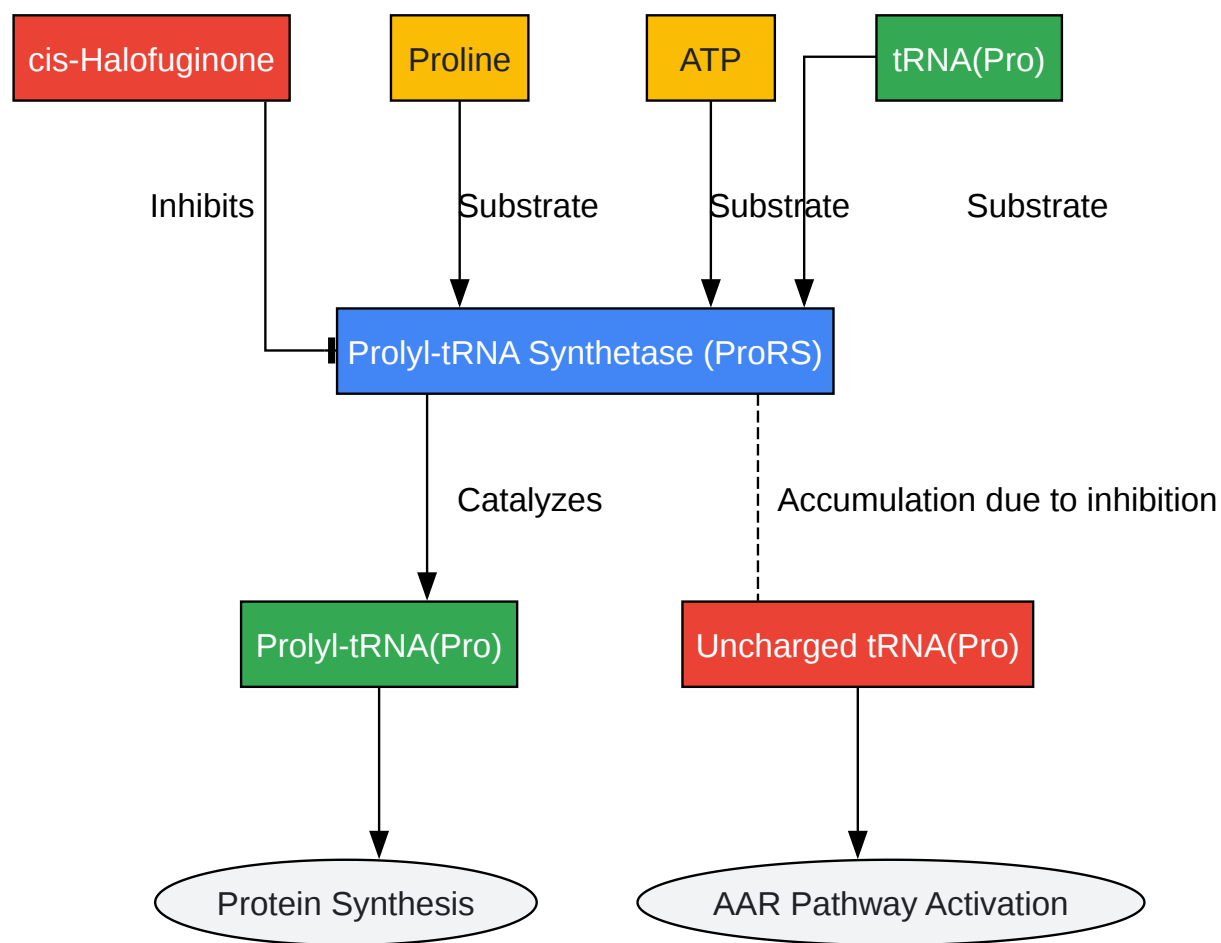 cis-Halofuginone
Proline
ATP
tRNA(Pro)
Inhibits
Substrate
Substrate
Substrate
Prolyl-tRNA Synthetase (ProRS)
Catalyzes
Accumulation due to inhibition
Prolyl-tRNA(Pro)
Uncharged tRNA(Pro)
Protein Synthesis
AAR Pathway Activation